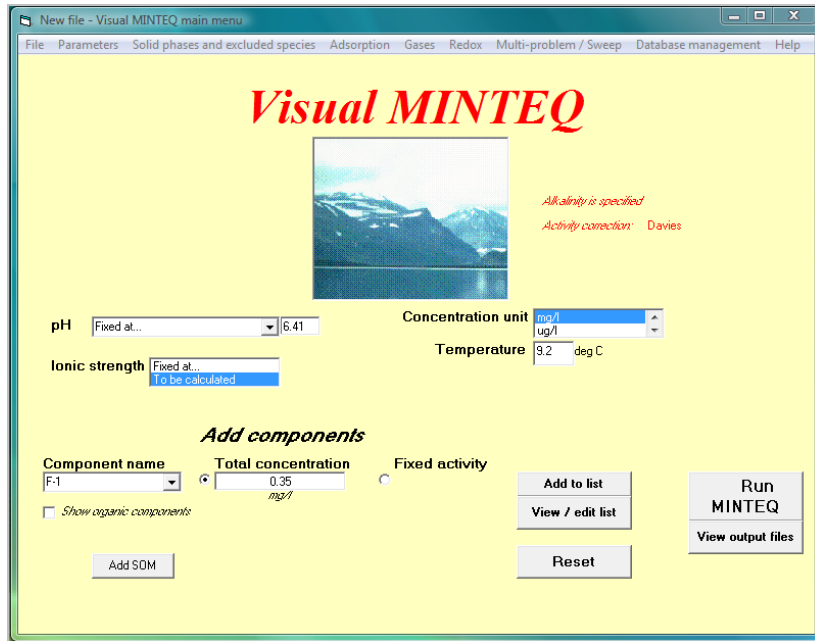 New file - Visual MINTEQ main menu
File Parameters Solid phases and excluded species Adsorption Gases Redox Multi-problem / Sweep Database management Help
Visual MINTEQ
Alkalinity is specified
Activity correction: Davies
pH Fixed at... 6.41
Concentration unit mg/l
ug/l
Temperature 9.2 deg C
Ionic strength Fixed at...
To be calculated
Add components
Component name Total concentration Fixed activity
F-1 0.35
mg/l
Show organic components
Add to list
View / edit list
Run
MINTEQ
View output files
Add SOM
Reset